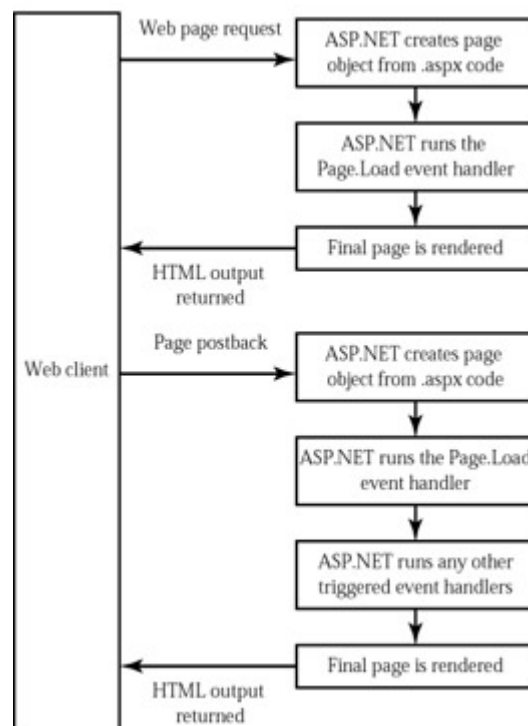 Web page request
ASP.NET creates page
object from .aspx code
ASP.NET runs the
Page.Load event handler
Final page is rendered
HTML output
returned
Page postback
Web client
ASP.NET creates page
object from .aspx code
ASP.NET runs the Page.Load
event handler
ASP.NET runs any other
triggered event handlers
Final page is rendered
HTML output
returned